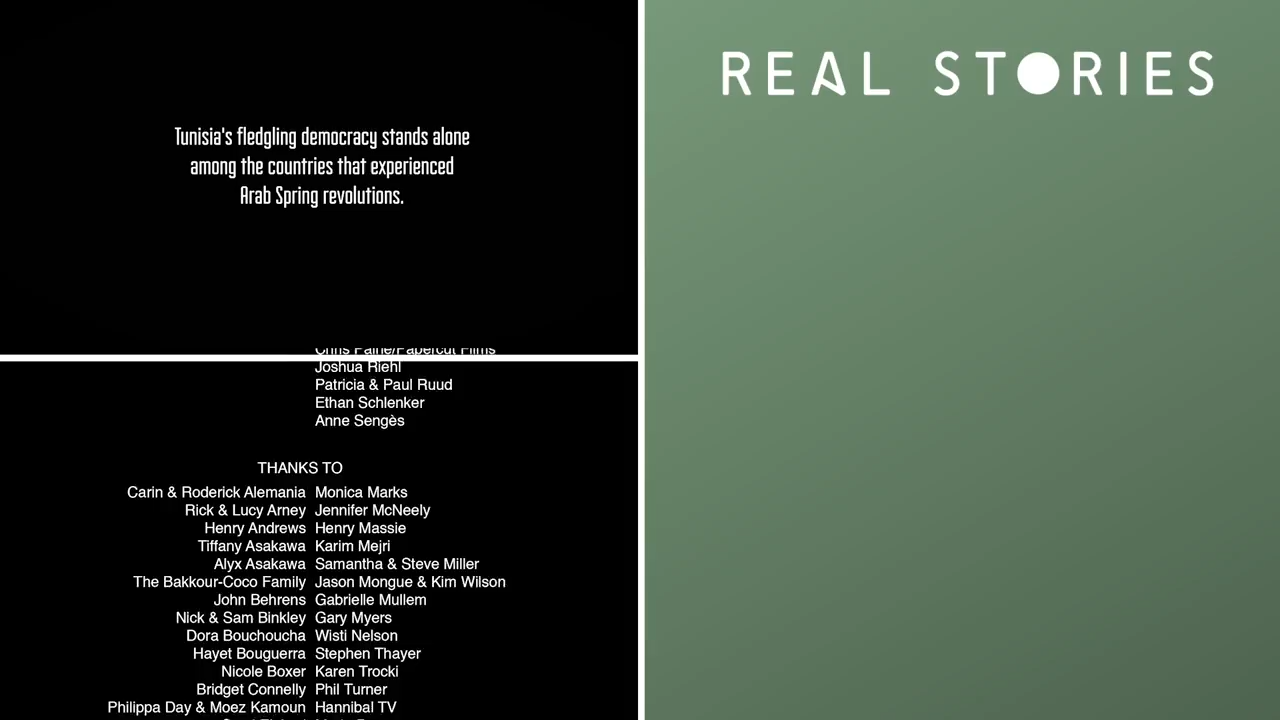 Tunisia's fledgling democracy stands alone
among the countries that experienced
Arab Spring revolutions.
REAL STORIES
Joshua Riehl
Patricia & Paul Ruud
Ethan Schlenker
Anne Sengès
THANKS TO
Carin & Roderick Alemania Monica Marks
Rick & Lucy Arney Jennifer McNeely
Henry Andrews Henry Massie
Tiffany Asakawa Karim Mejri
Alyx Asakawa Samantha & Steve Miller
The Bakkour-Coco Family Jason Mongue & Kim Wilson
John Behrens Gabrielle Mullem
Nick & Sam Binkley Gary Myers
Dora Bouchoucha Wisti Nelson
Hayet Bouguerra Stephen Thayer
Nicole Boxer Karen Trocki
Bridget Connelly Phil Turner
Philippa Day & Moez Kamoun Hannibal TV